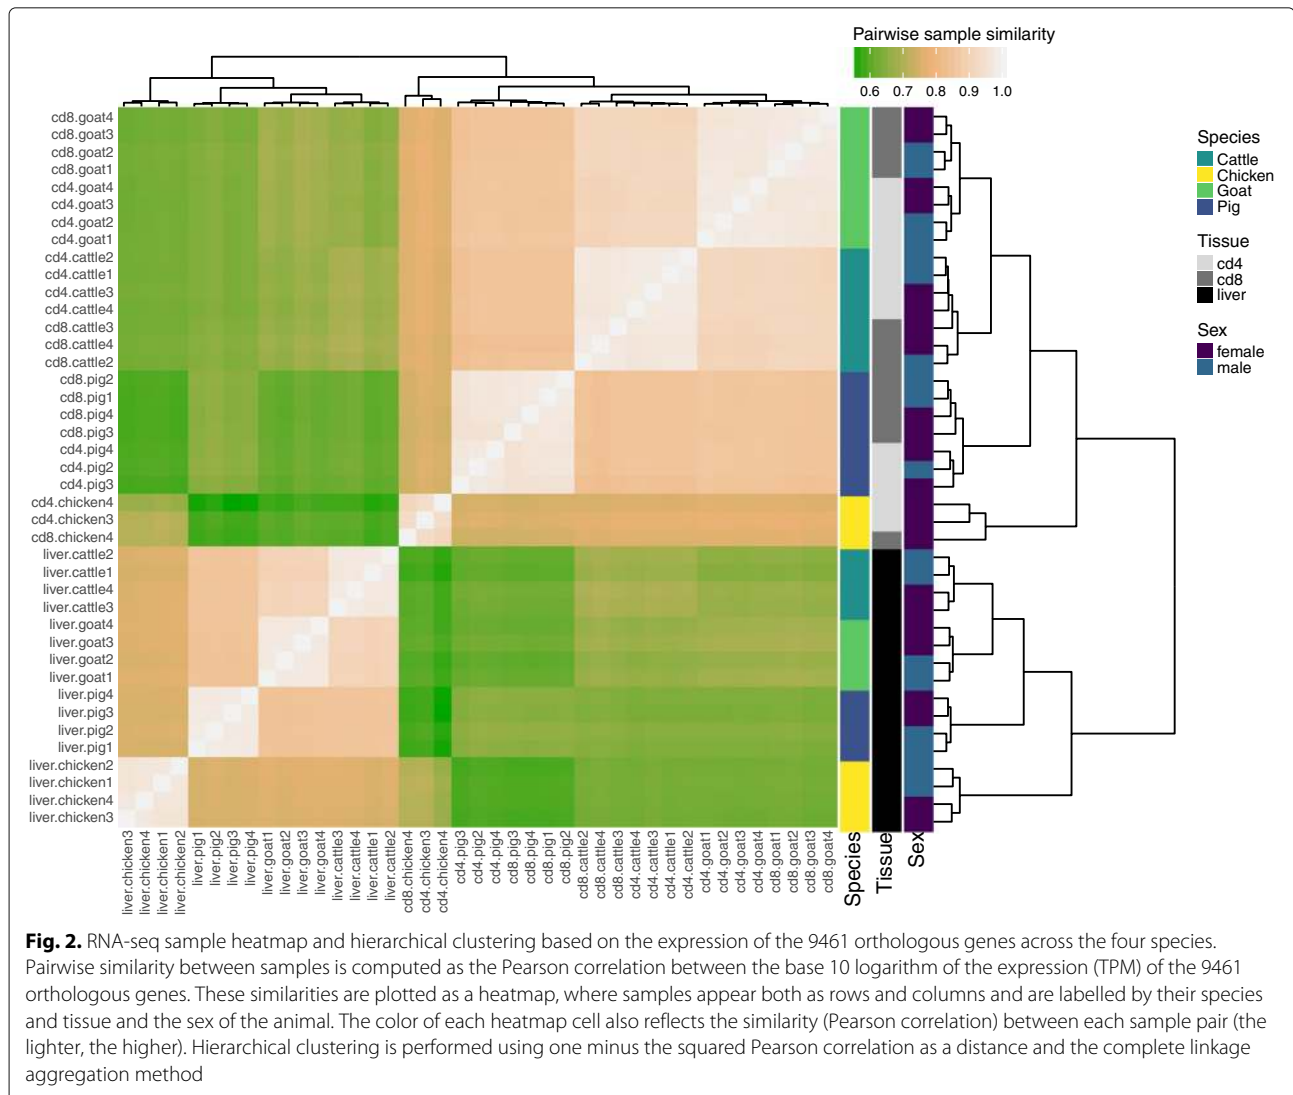 Pairwise sample similarity
0.6 0.7 0.8 0.9 1.0
cd8.goat4
cd8.goat3
cd8.goat2
cd8.goat1
cd4.goat4
cd4.goat3
cd4.goat2
cd4.goat1
cd4.cattle2
cd4.cattle1
cd4.cattle3
cd4.cattle4
cd8.cattle3
cd8.cattle4
cd8.cattle2
cd8.pig2
cd8.pig1
cd8.pig4
cd8.pig3
cd4.pig4
cd4.pig2
cd4.pig3
cd4.chicken4
cd4.chicken3
cd8.chicken4
liver.cattle2
liver.cattle1
liver.cattle4
liver.cattle3
liver.goat4
liver.goat3
liver.goat2
liver.goat1
liver.pig4
liver.pig3
liver.pig2
liver.pig1
liver.chicken2
liver.chicken1
liver.chicken4
liver.chicken3
liver.chicken3
liver.chicken4
liver.chicken1
liver.chicken2
liver.pig1
liver.pig2
liver.pig3
liver.pig4
liver.goat1
liver.goat2
liver.goat3
liver.goat4
liver.cattle3
liver.cattle4
liver.cattle1
liver.cattle2
cd8.chicken4
cd4.chicken3
cd4.chicken4
cd4.pig3
cd4.pig2
cd4.pig4
cd8.pig3
cd8.pig4
cd8.pig1
cd8.pig2
cd8.cattle2
cd8.cattle4
cd8.cattle3
cd4.cattle4
cd4.cattle3
cd4.cattle1
cd4.cattle2
cd4.goat1
cd4.goat2
cd4.goat3
cd4.goat4
cd8.goat1
cd8.goat2
cd8.goat3
cd8.goat4
Species
Tissue
Sex
Species
Cattle
Chicken
Goat
Pig
Tissue
cd4
cd8
liver
Sex
female
male
Fig. 2. RNA-seq sample heatmap and hierarchical clustering based on the expression of the 9461 orthologous genes across the four species.
Pairwise similarity between samples is computed as the Pearson correlation between the base 10 logarithm of the expression (TPM) of the 9461
orthologous genes. These similarities are plotted as a heatmap, where samples appear both as rows and columns and are labelled by their species
and tissue and the sex of the animal. The color of each heatmap cell also reflects the similarity (Pearson correlation) between each sample pair (the
lighter, the higher). Hierarchical clustering is performed using one minus the squared Pearson correlation as a distance and the complete linkage
aggregation method